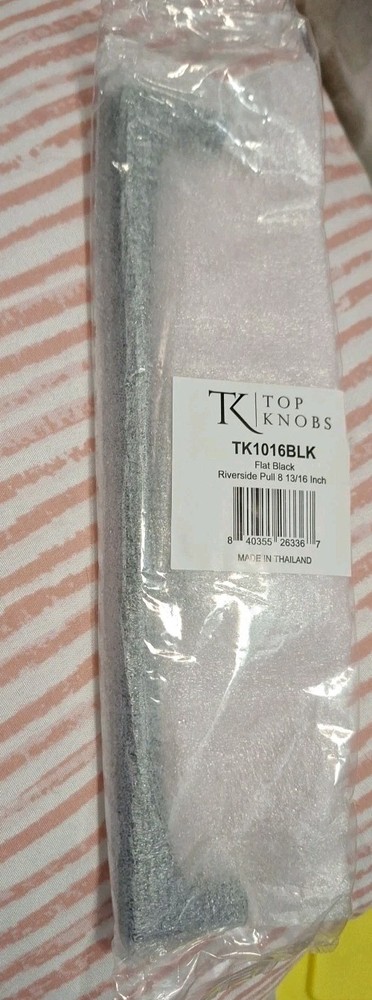 TK TOP
KNOBS
TK1016BLK
Flat Black
Riverside Pull 8 13/16 Inch
8 40355 26336 7
MADE IN THAILAND